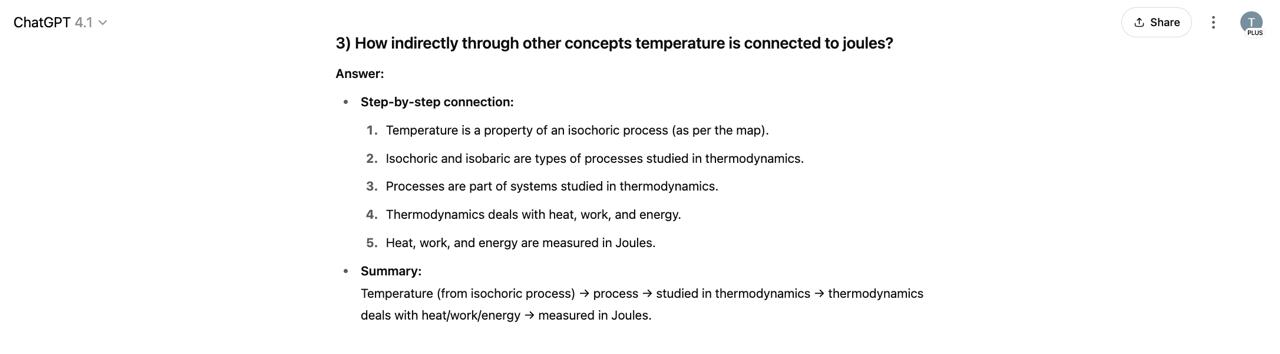 ChatGPT 4.1
Share
T
PLUS
3) How indirectly through other concepts temperature is connected to joules?
Answer:
• Step-by-step connection:
1. Temperature is a property of an isochoric process (as per the map).
2. Isochoric and isobaric are types of processes studied in thermodynamics.
3. Processes are part of systems studied in thermodynamics.
4. Thermodynamics deals with heat, work, and energy.
5. Heat, work, and energy are measured in Joules.
• Summary:
Temperature (from isochoric process) → process → studied in thermodynamics → thermodynamics
deals with heat/work/energy → measured in Joules.